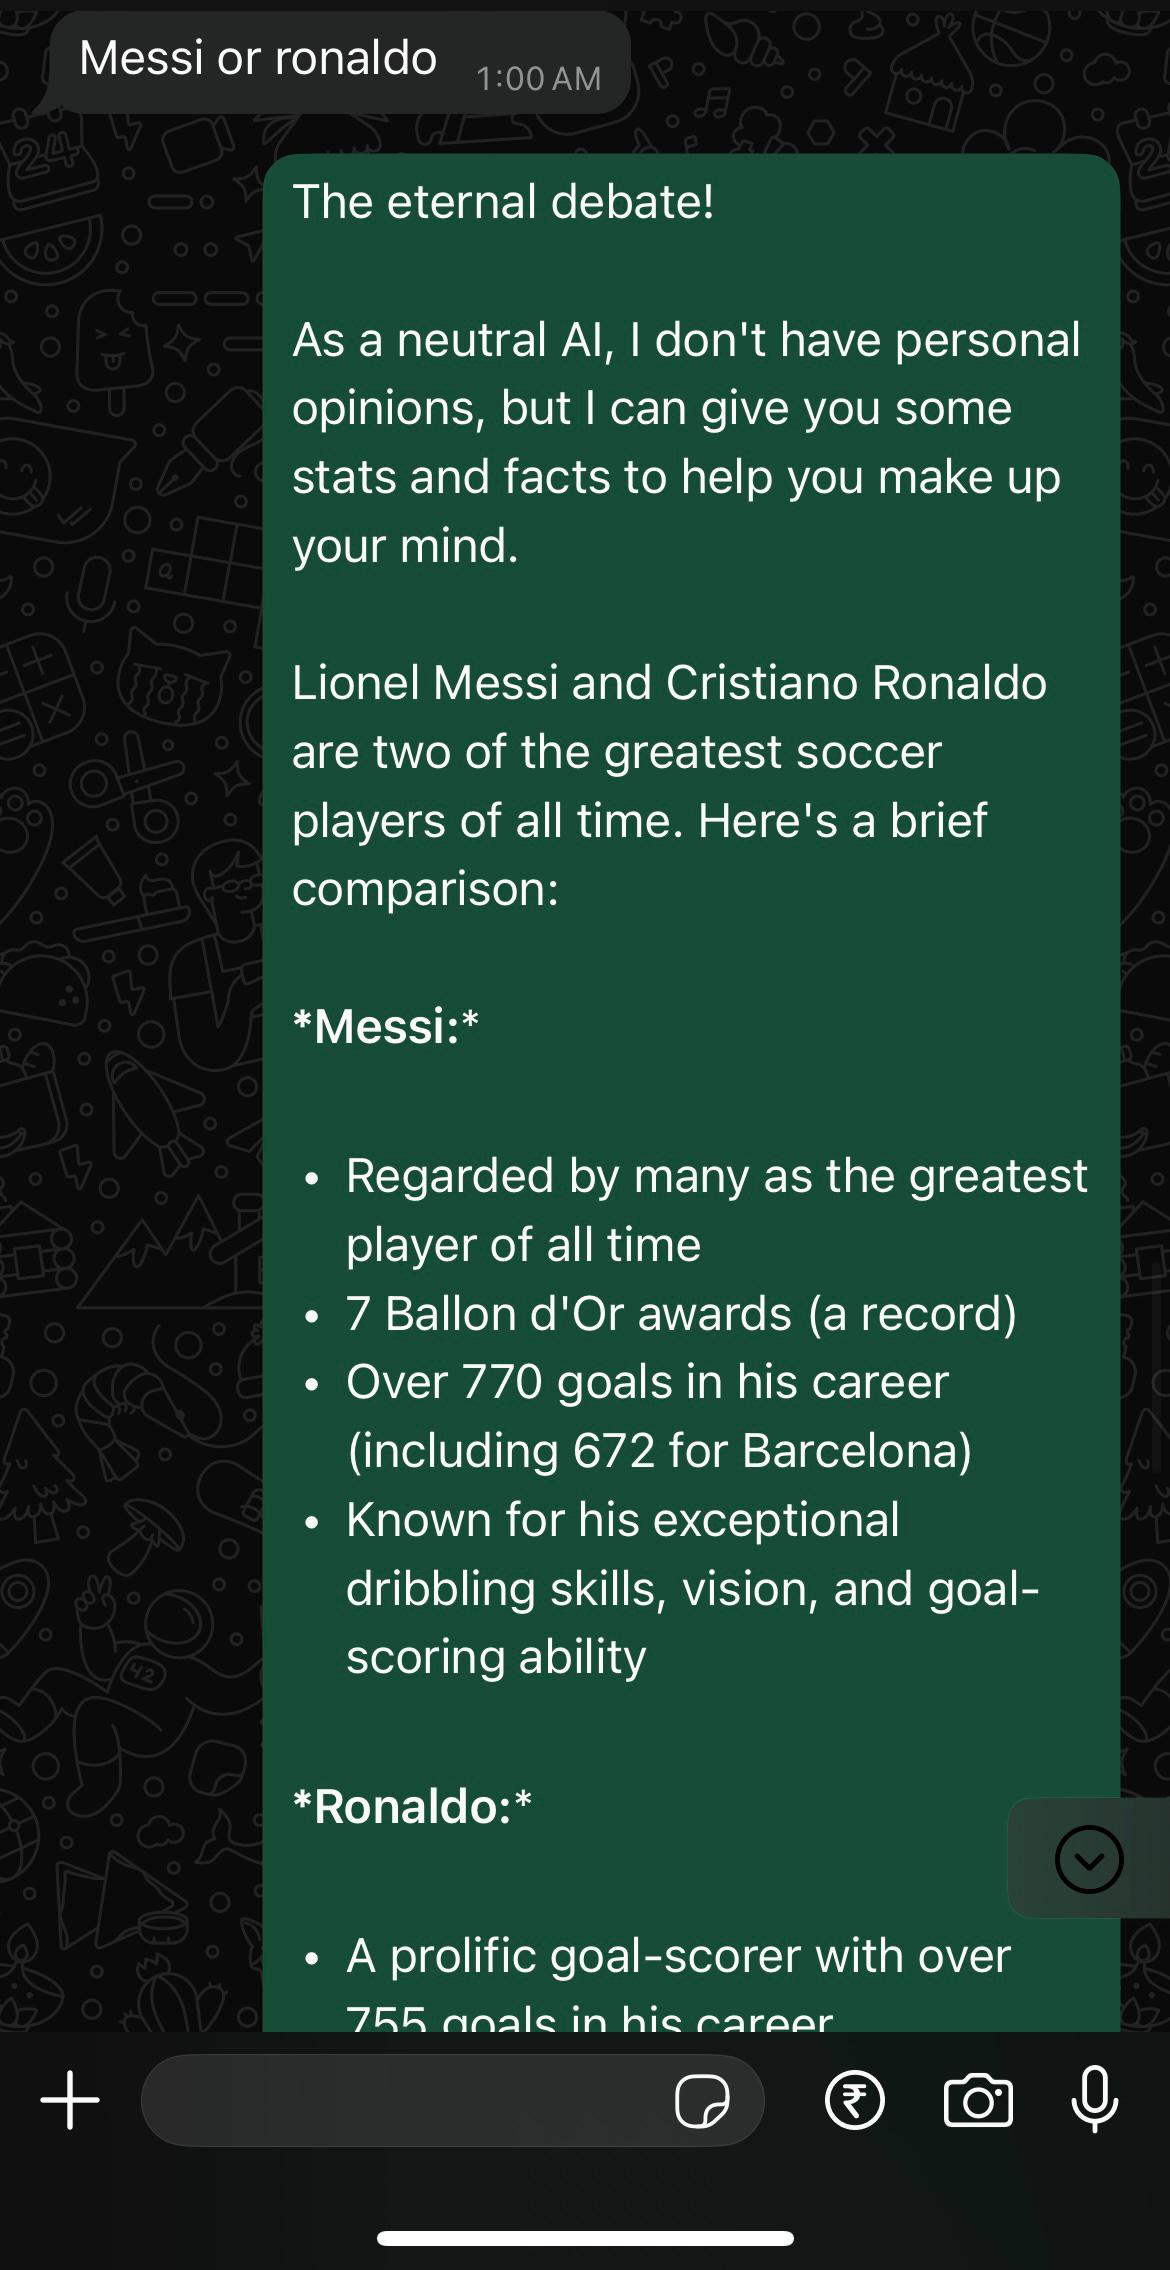 Messi or ronaldo
1:00 AM
The eternal debate!
As a neutral AI, I don't have personal
opinions, but I can give you some
stats and facts to help you make up
your mind.
Lionel Messi and Cristiano Ronaldo
are two of the greatest soccer
players of all time. Here's a brief
comparison:
*Messi:*
• Regarded by many as the greatest
player of all time
• 7 Ballon d'Or awards (a record)
• Over 770 goals in his career
(including 672 for Barcelona)
• Known for his exceptional
dribbling skills, vision, and goal-
scoring ability
*Ronaldo:*
• A prolific goal-scorer with over
755 goals in his career
₹